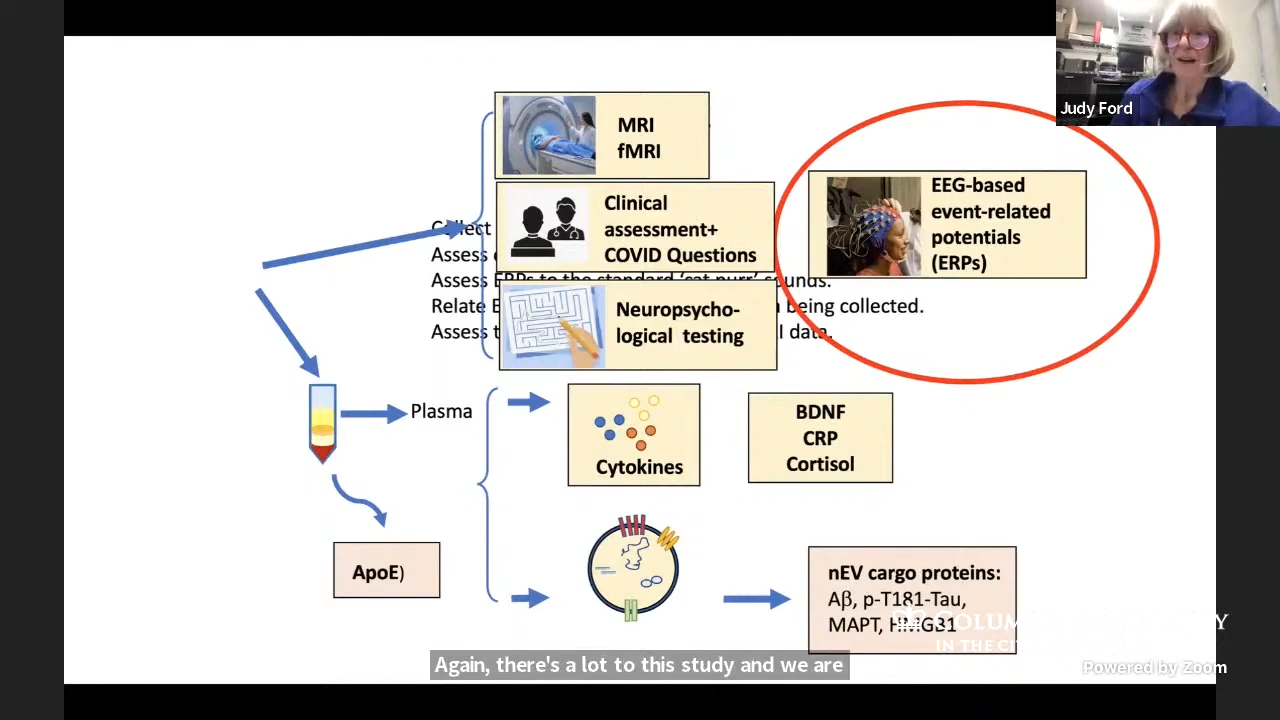 Judy Ford
MRI
fMRI
Clinical
assessment+
COVID Questions
EEG-based
event-related
potentials
(ERPs)
Collect
Assess
Assess ERPs to the standard 'cat purr' sounds.
Relate being collected.
Assess data.
Neuropsycho-
logical testing
Plasma
Cytokines
BDNF
CRP
Cortisol
ApoE)
nEV cargo proteins:
Aβ, p-T181-Tau,
MAPT, HMGB1
IN THE
Again, there's a lot to this study and we are
Powered by Zoom